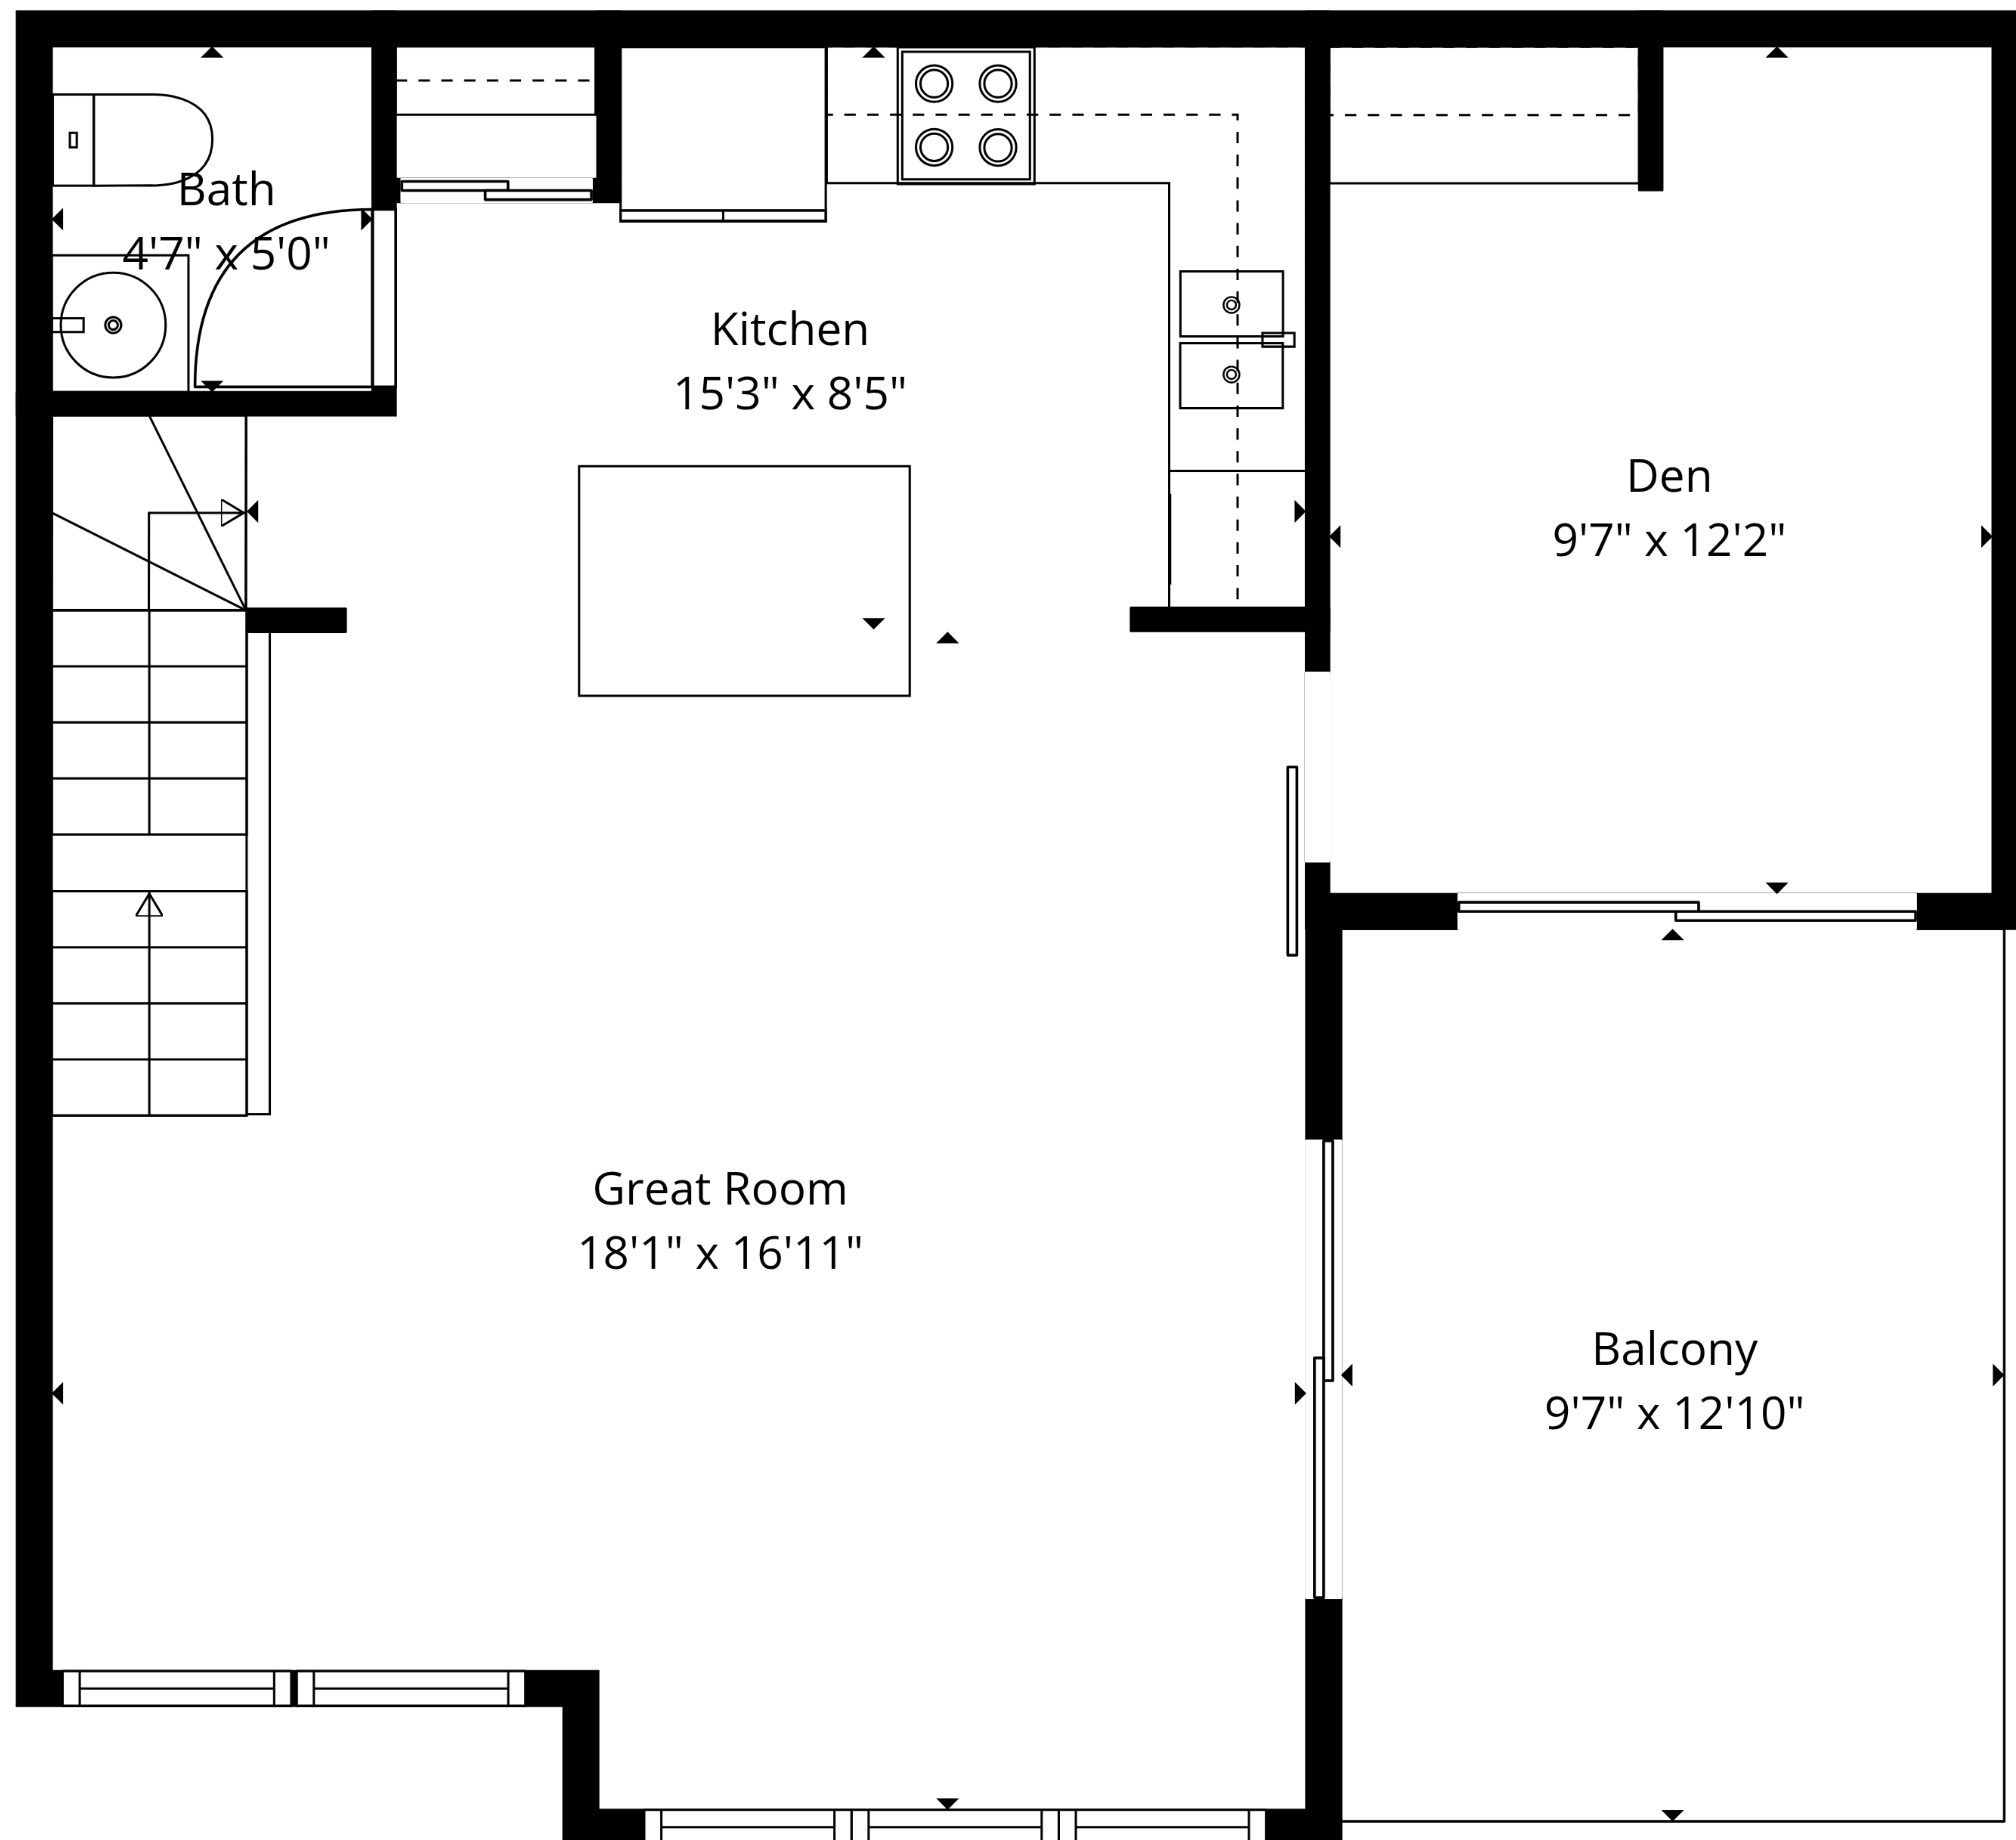 Bath
4'7" x 5'0"
Kitchen
15'3" x 8'5"
Den
9'7" x 12'2"
Great Room
18'1" x 16'11"
Balcony
9'7" x 12'10"